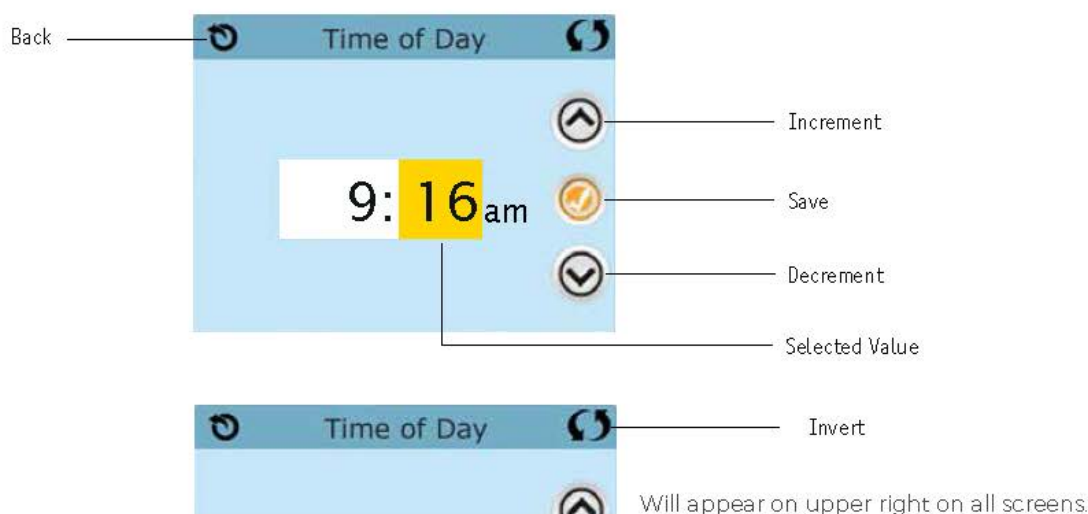 Back
Time of Day
Increment
9:16am
Save
Decrement
Selected Value
Time of Day
Invert
Will appear on upper right on all screens